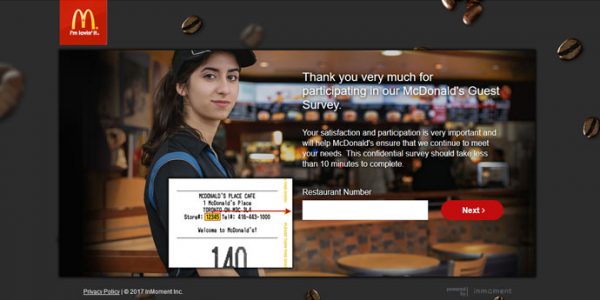 M
i'm lovin' it.
Thank you very much for
participating in our McDonald's Guest
Survey.
Your satisfaction and participation is very important and
will help McDonald's ensure that we continue to meet
your needs. This confidential survey should take less
than 10 minutes to complete.
Restaurant Number
Next ›
MCDONALD'S PLACE CAFE
1 McDonald's Place
TORONTO ON M3C 3L4
Store#: 12345 Tel#: 416-443-1000
Welcome to McDonald's!
140
Privacy Policy | © 2017 InMoment Inc.
powered
by
inmoment